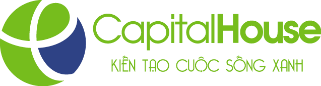 CapitalHouse
KIẾN TẠO CUỘC SỐNG XANH